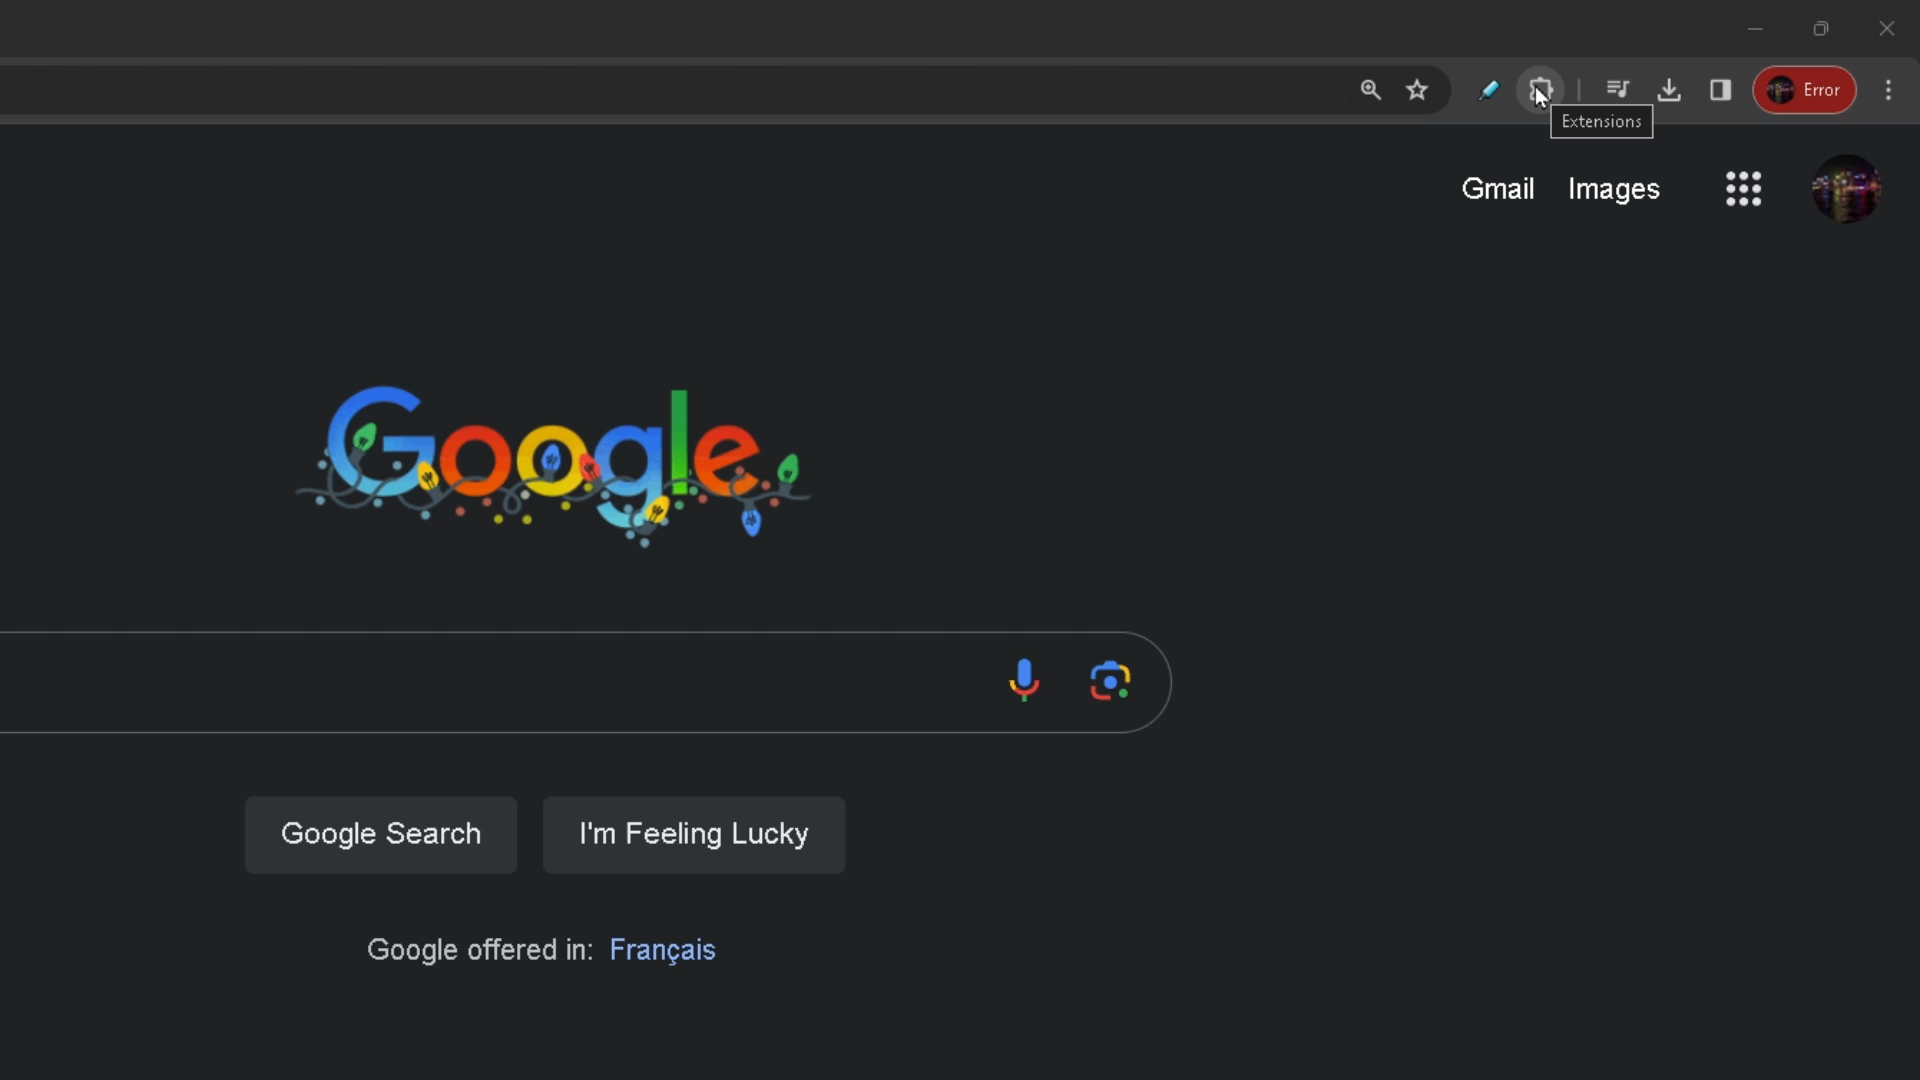 Error
Extensions
Gmail Images
Google
Google Search I'm Feeling Lucky
Google offered in: Français